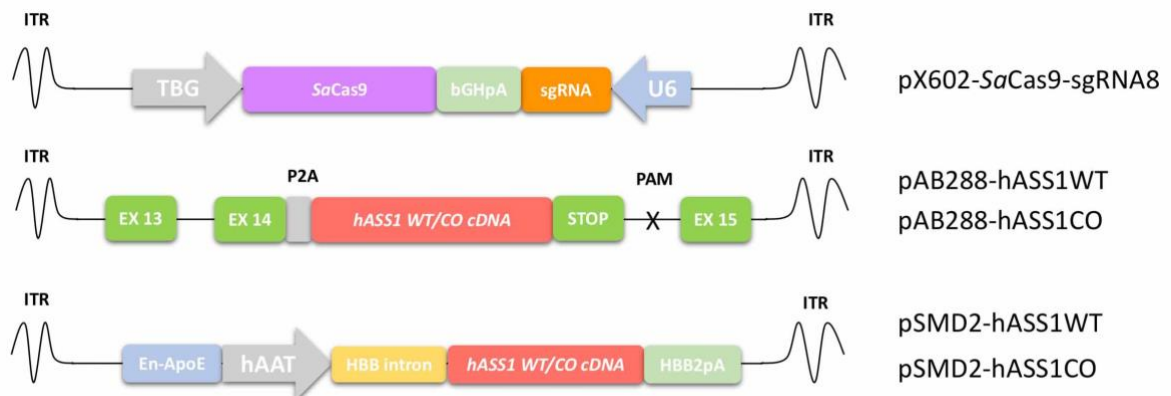 ITR ITR
TBG SaCas9 bGHpA sgRNA U6 pX602-SaCas9-sgRNA8
ITR ITR
P2A PAM pAB288-hASS1WT
EX 13 EX 14 hASS1 WT/CO cDNA STOP X EX 15 pAB288-hASS1CO
ITR ITR
pSMD2-hASS1WT
En-ApoE hAAT HBB intron hASS1 WT/CO cDNA HBB2pA pSMD2-hASS1CO